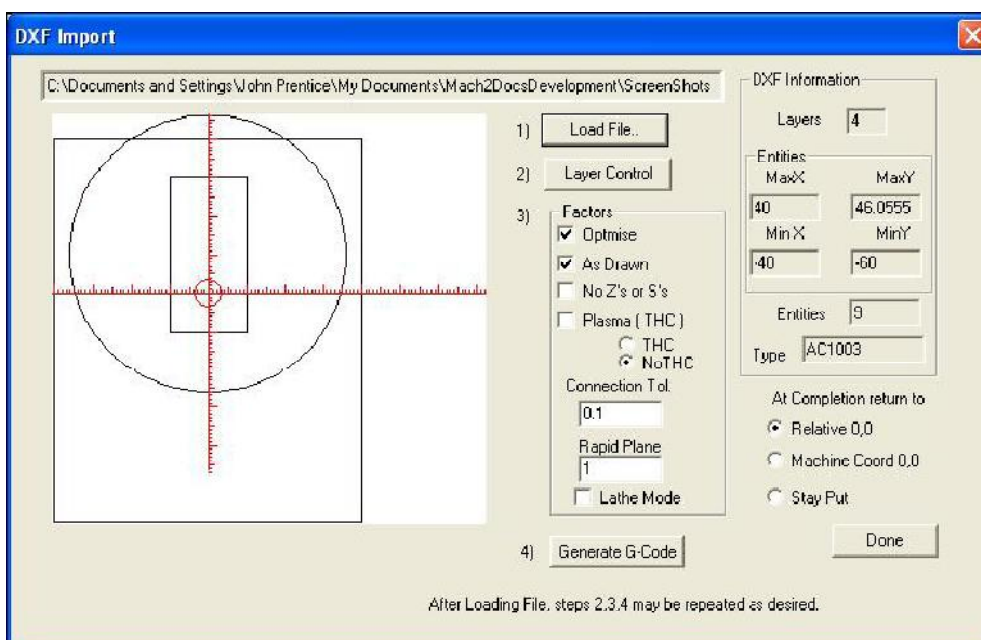 DXF Import
C:\Documents and Settings\John Prentice\My Documents\Mach2DocsDevelopment\ScreenShots
1) Load File..
2) Layer Control
3) Factors
Optmise
As Drawn
No Z's or S's
Plasma ( THC )
THC
NoTHC
Connection Tol.
0.1
Rapid Plane
1
Lathe Mode
4) Generate G-Code
DXF Information
Layers 4
Entities
MaxX MaxY
40 46.0555
Min X MinY
-40 -60
Entities 9
Type AC1003
At Completion return to
Relative 0,0
Machine Coord 0,0
Stay Put
Done
After Loading File, steps 2,3,4 may be repeated as desired.